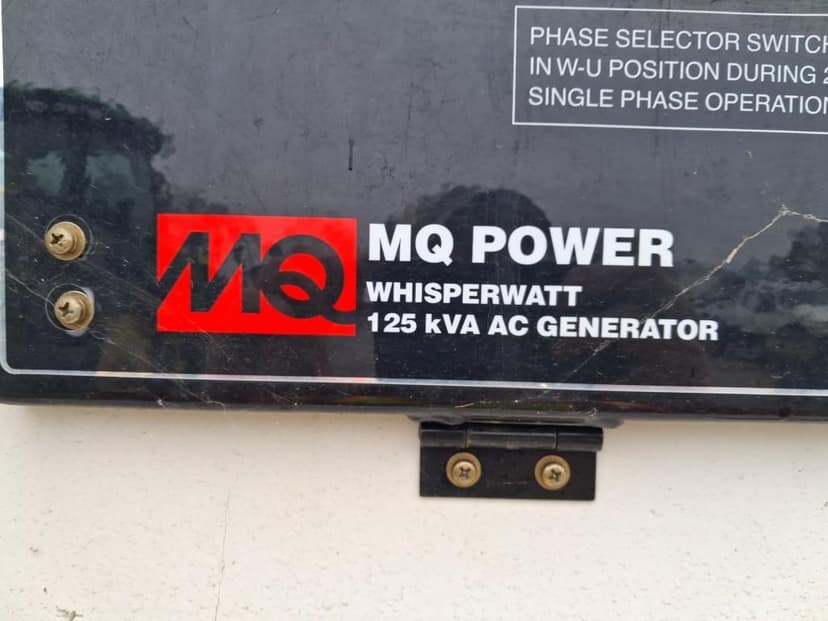 PHASE SELECTOR SWITCH
IN W-U POSITION DURING
SINGLE PHASE OPERATION
MQ
MQ POWER
WHISPERWATT
125 kVA AC GENERATOR